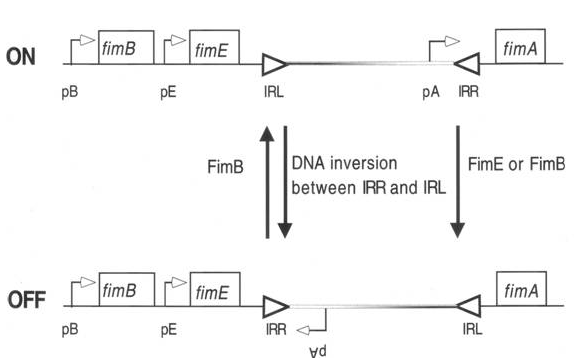 ON
fimB
fimE
fimA
pB
pE
IRL
pA
IRR
FimB
DNA inversion
between IRR and IRL
FimE or FimB
OFF
fimB
fimE
fimA
pB
pE
IRR
pA
IRL